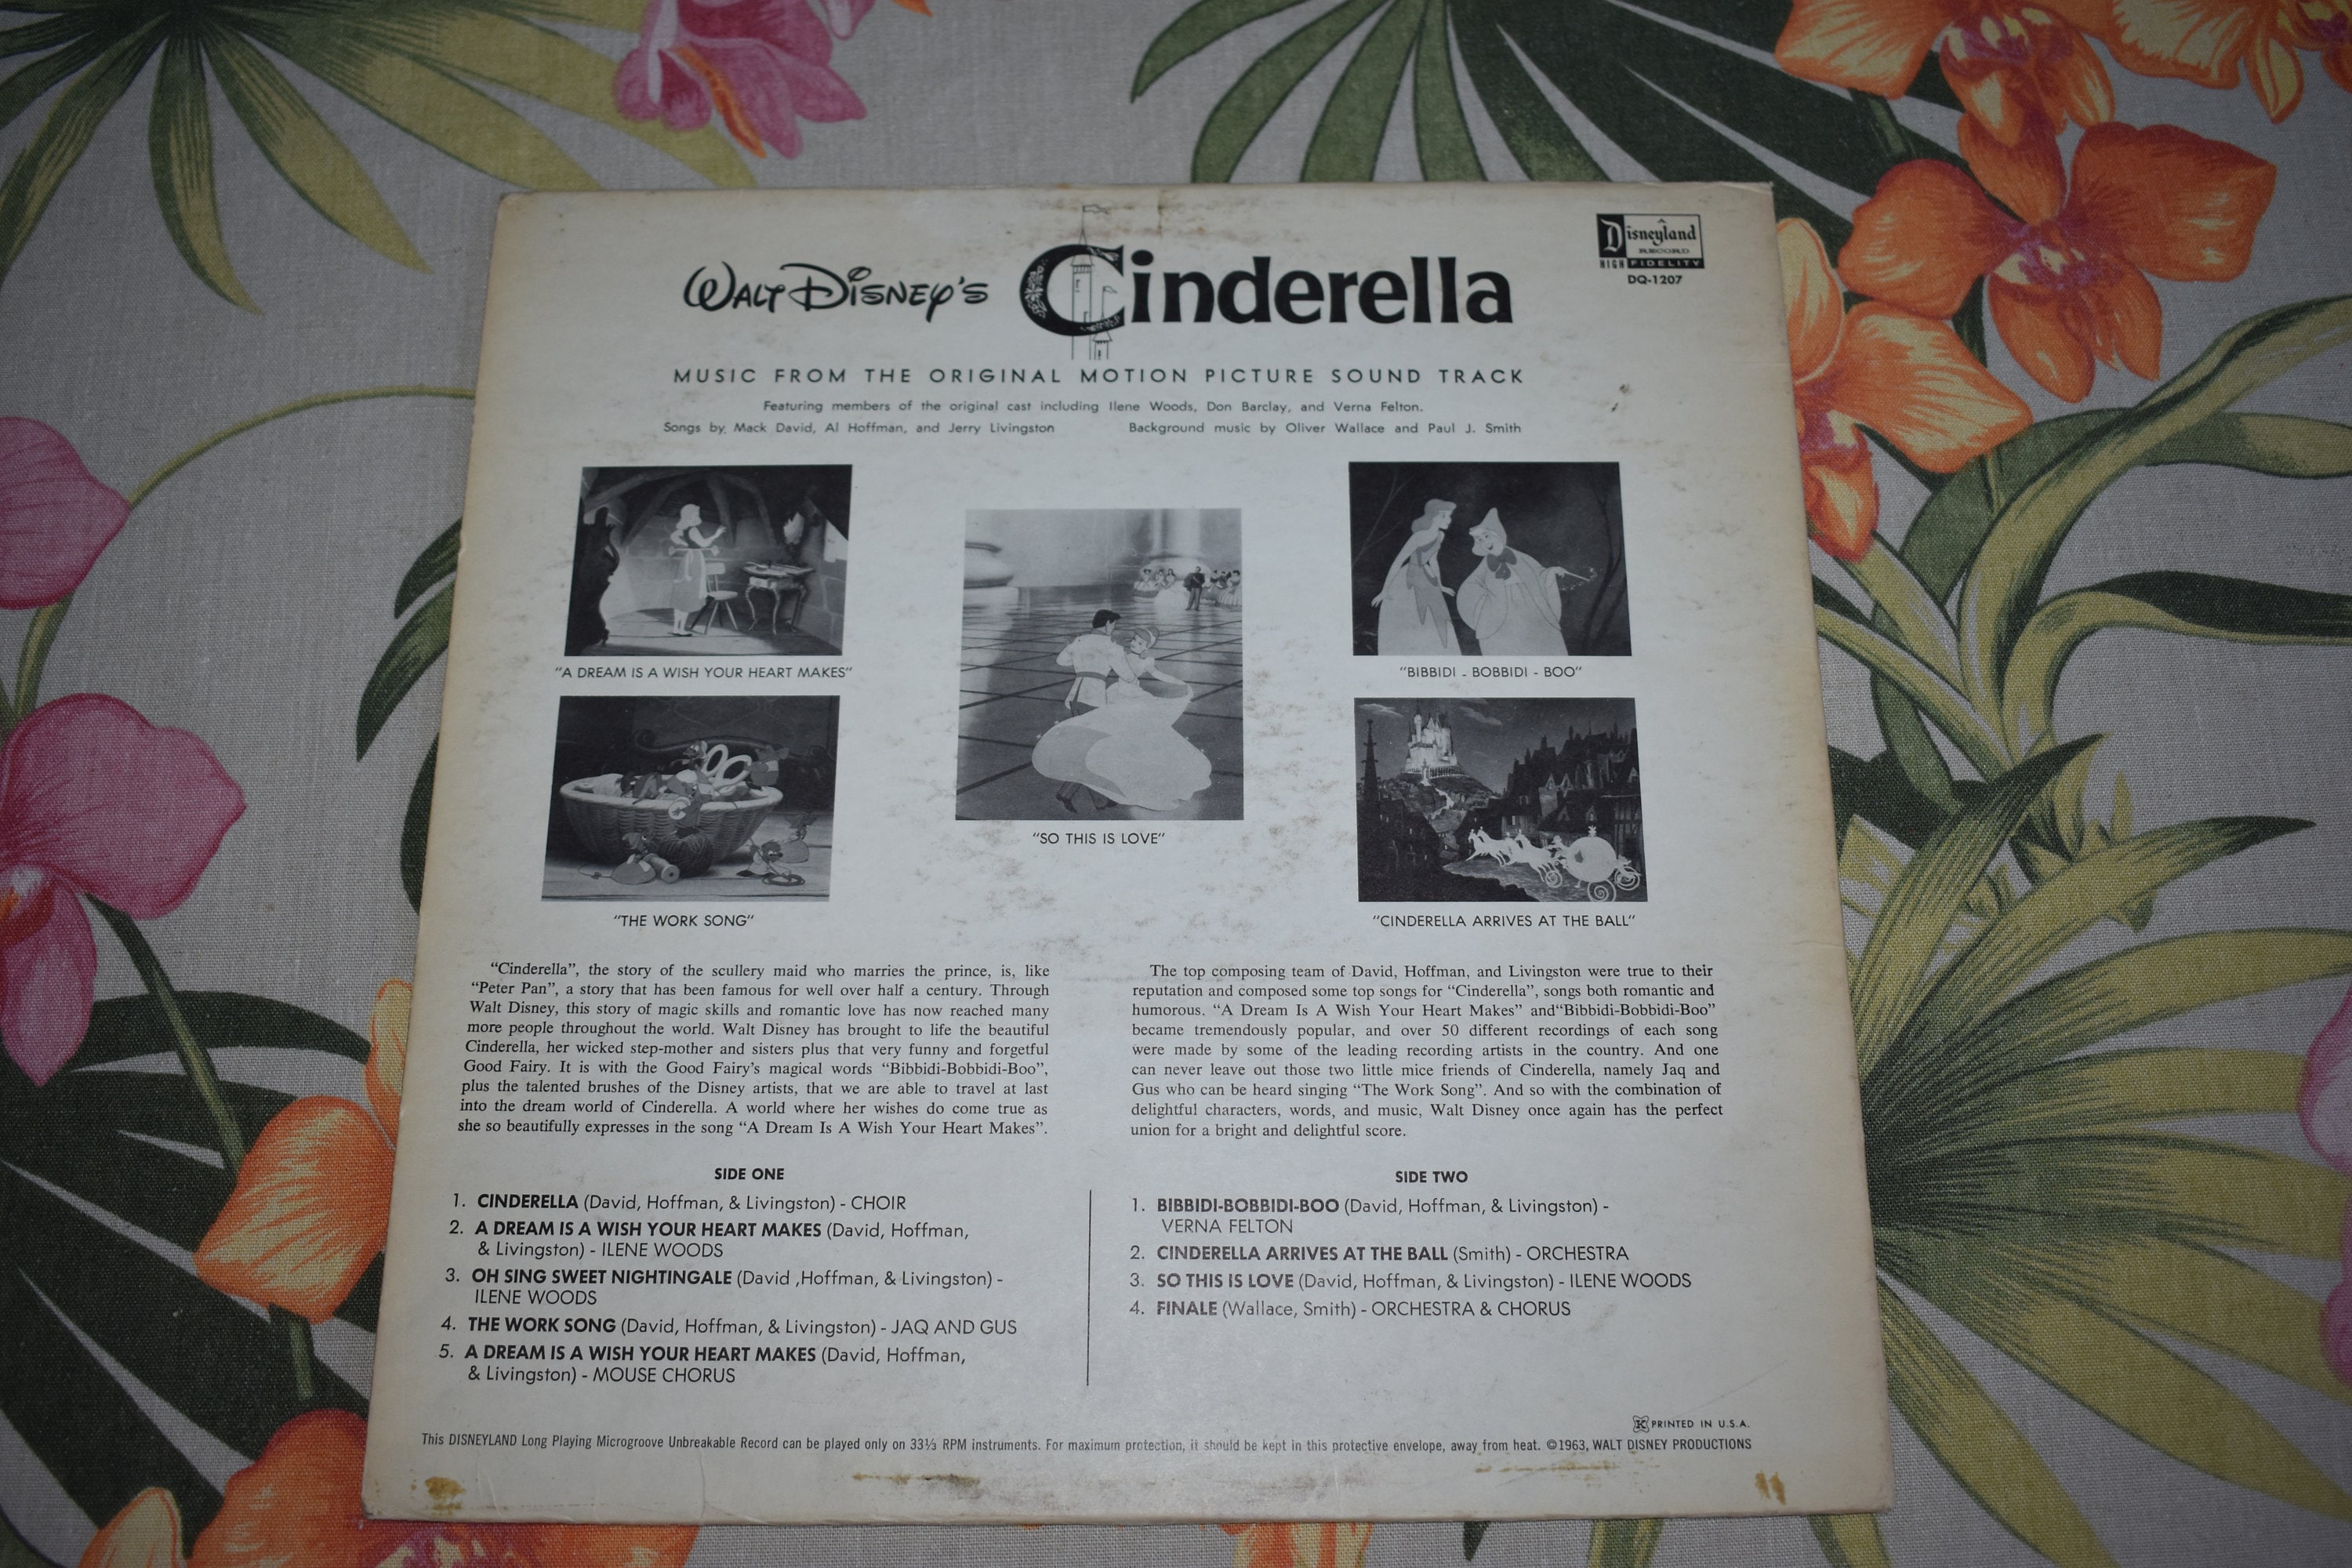 WALT DISNEY'S Cinderella
Disneyland
RECORD
HIGH FIDELITY
DQ-1207
MUSIC FROM THE ORIGINAL MOTION PICTURE SOUND TRACK
Featuring members of the original cast including Ilene Woods, Don Barclay, and Verna Felton.
Songs by Mack David, Al Hoffman, and Jerry Livingston
Background music by Oliver Wallace and Paul J. Smith
"A DREAM IS A WISH YOUR HEART MAKES"
"BIBBIDI - BOBBIDI - BOO"
"SO THIS IS LOVE"
"THE WORK SONG"
"CINDERELLA ARRIVES AT THE BALL"
"Cinderella", the story of the scullery maid who marries the prince, is, like
"Peter Pan", a story that has been famous for well over half a century. Through
Walt Disney, this story of magic skills and romantic love has now reached many
more people throughout the world. Walt Disney has brought to life the beautiful
Cinderella, her wicked step-mother and sisters plus that very funny and forgetful
Good Fairy. It is with the Good Fairy's magical words "Bibbidi-Bobbidi-Boo",
plus the talented brushes of the Disney artists, that we are able to travel at last
into the dream world of Cinderella. A world where her wishes do come true as
she so beautifully expresses in the song "A Dream Is A Wish Your Heart Makes".
The top composing team of David, Hoffman, and Livingston were true to their
reputation and composed some top songs for "Cinderella", songs both romantic and
humorous. "A Dream Is A Wish Your Heart Makes" and"Bibbidi-Bobbidi-Boo"
became tremendously popular, and over 50 different recordings of each song
were made by some of the leading recording artists in the country. And one
can never leave out those two little mice friends of Cinderella, namely Jaq and
Gus who can be heard singing "The Work Song". And so with the combination of
delightful characters, words, and music, Walt Disney once again has the perfect
union for a bright and delightful score.
SIDE ONE
1. CINDERELLA (David, Hoffman, & Livingston) - CHOIR
2. A DREAM IS A WISH YOUR HEART MAKES (David, Hoffman,
& Livingston) - ILENE WOODS
3. OH SING SWEET NIGHTINGALE (David ,Hoffman, & Livingston) -
ILENE WOODS
4. THE WORK SONG (David, Hoffman, & Livingston) - JAQ AND GUS
5. A DREAM IS A WISH YOUR HEART MAKES (David, Hoffman,
& Livingston) - MOUSE CHORUS
SIDE TWO
1. BIBBIDI-BOBBIDI-BOO (David, Hoffman, & Livingston) -
VERNA FELTON
2. CINDERELLA ARRIVES AT THE BALL (Smith) - ORCHESTRA
3. SO THIS IS LOVE (David, Hoffman, & Livingston) - ILENE WOODS
4. FINALE (Wallace, Smith) - ORCHESTRA & CHORUS
K PRINTED IN U.S.A.
This DISNEYLAND Long Playing Microgroove Unbreakable Record can be played only on 33⅓ RPM instruments. For maximum protection, it should be kept in this protective envelope, away from heat. ©1963, WALT DISNEY PRODUCTIONS